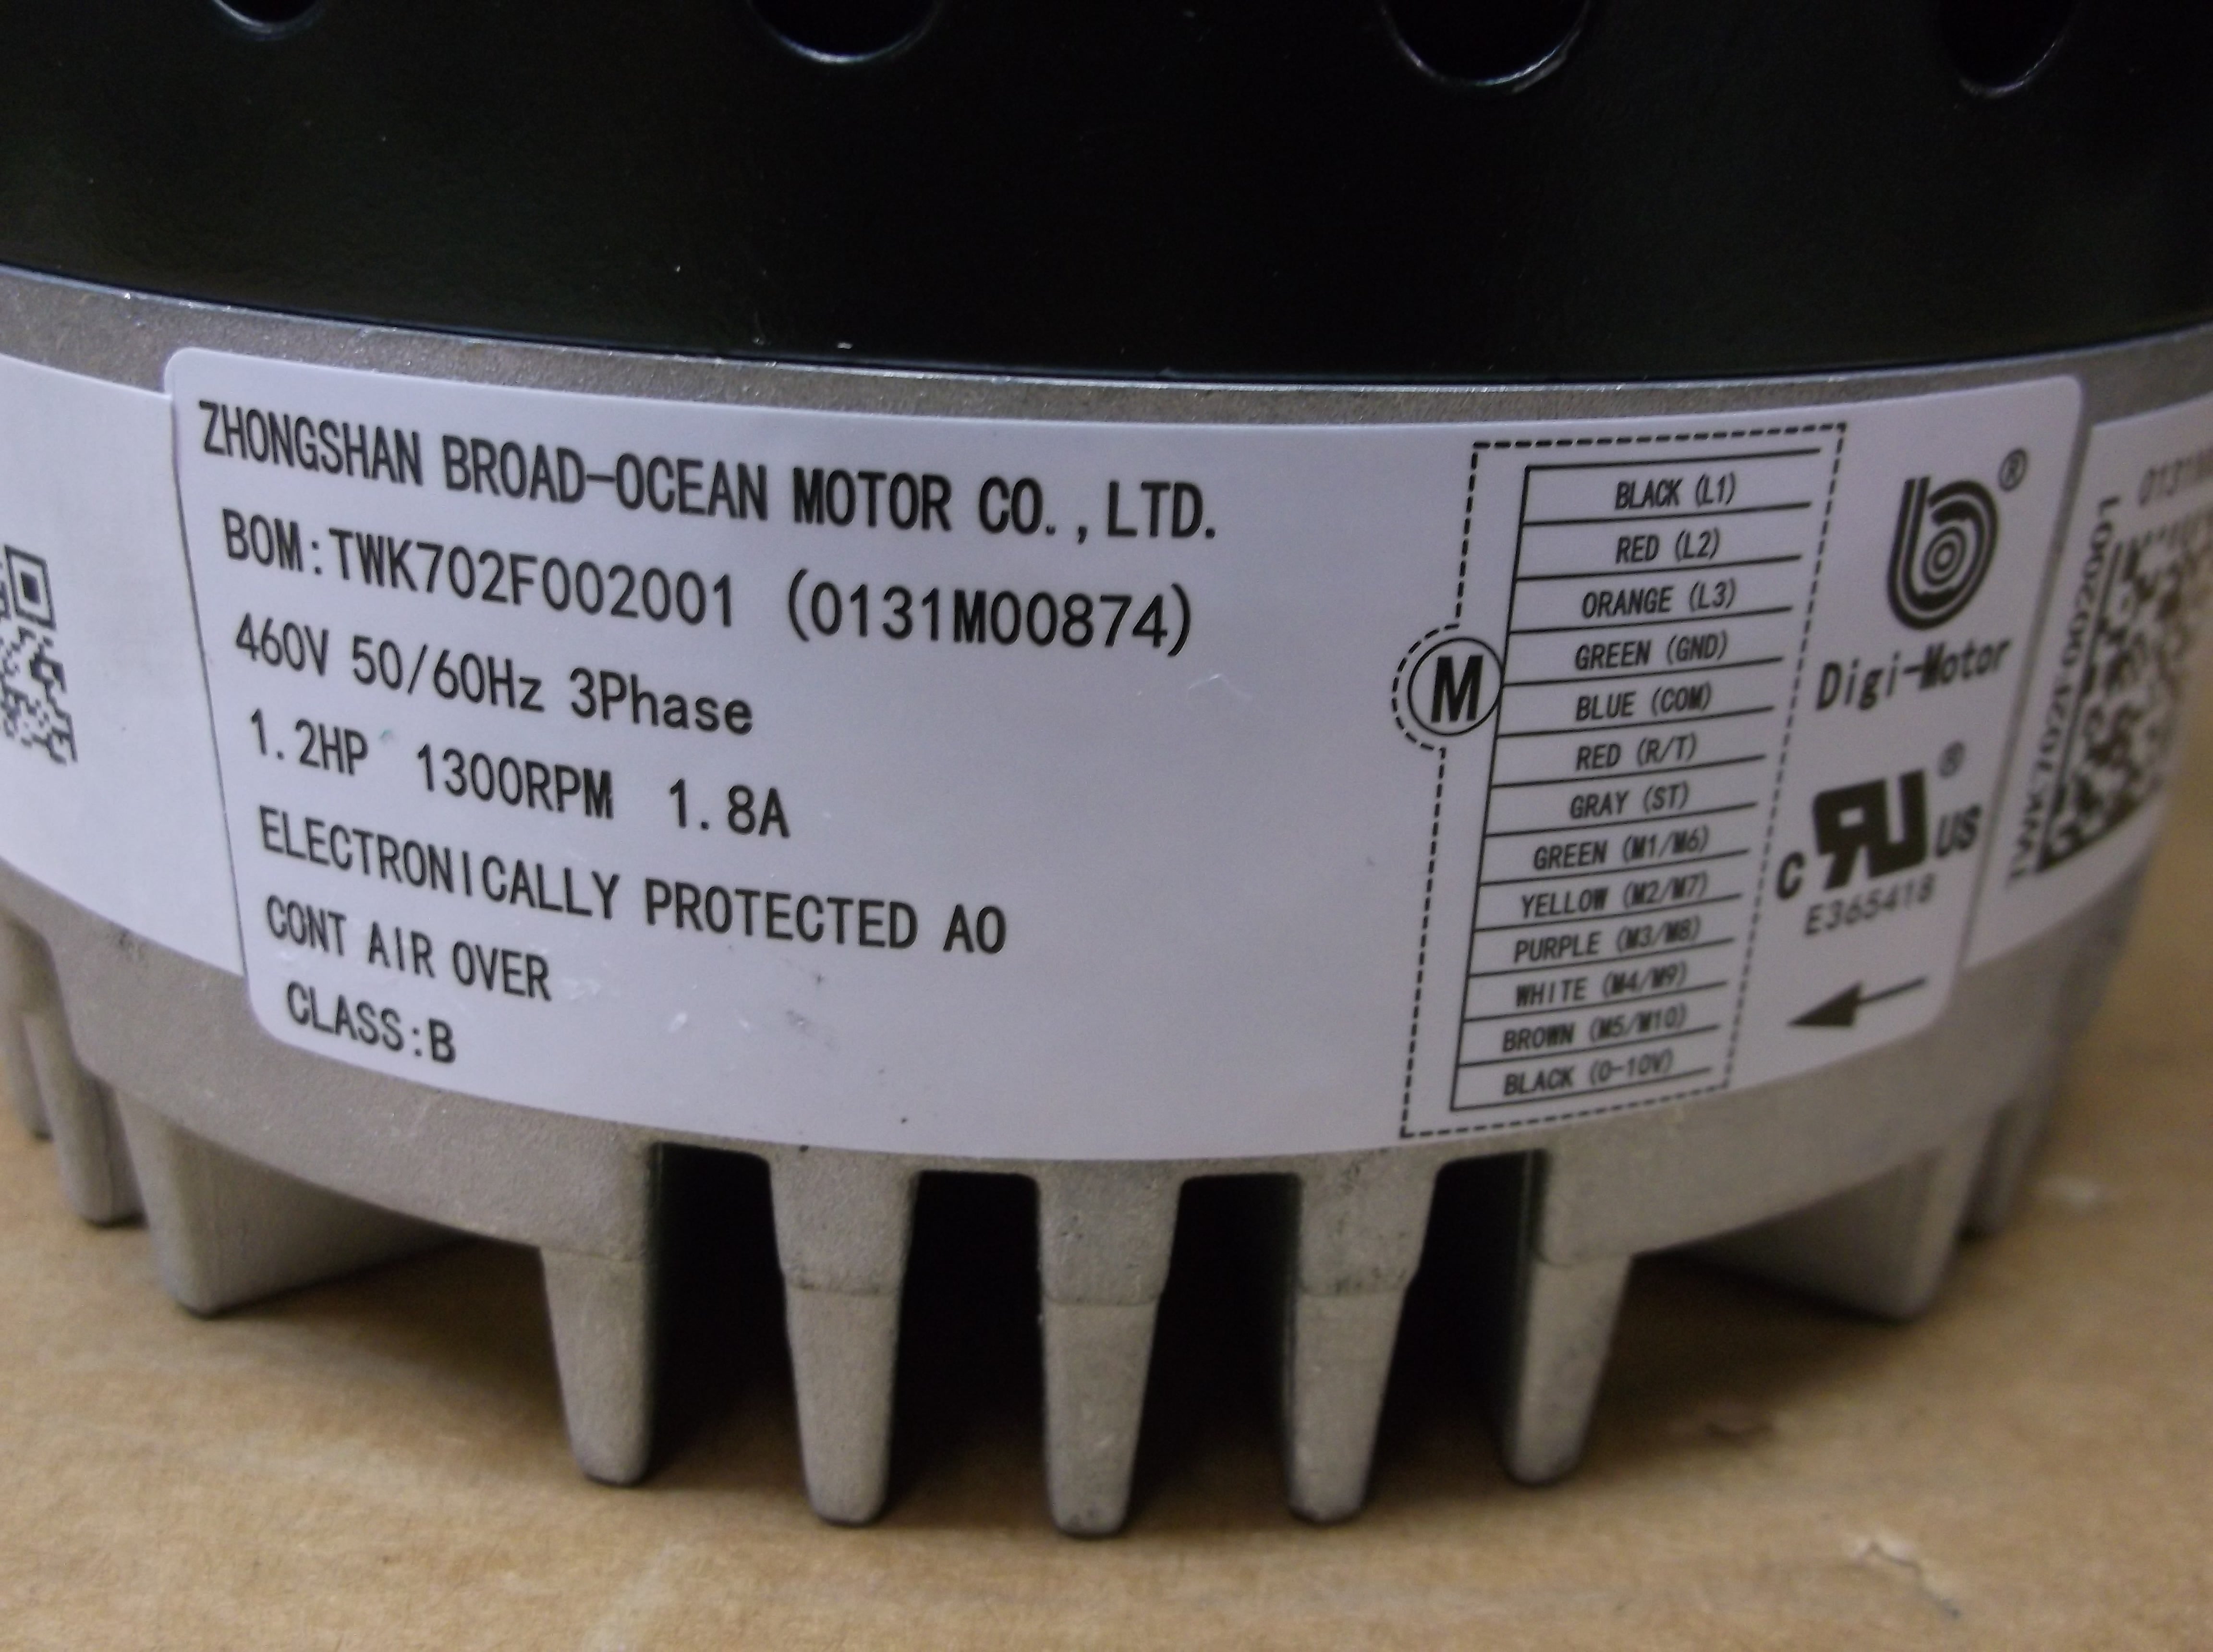 ZHONGSHAN BROAD-OCEAN MOTOR CO.,LTD.
BOM:TWK702F002001 (0131M00874)
460V 50/60Hz 3Phase
1.2HP 1300RPM 1.8A
ELECTRONICALLY PROTECTED AO
CONT AIR OVER
CLASS:B
M
BLACK (L1)
RED (L2)
ORANGE (L3)
GREEN (GND)
BLUE (COM)
RED (R/T)
GRAY (ST)
GREEN (M1/M6)
YELLOW (M2/M7)
PURPLE (M3/M8)
WHITE (M4/M9)
BROWN (M5/M10)
BLACK (0-10V)
®
Digi-Motor
®
C RU US
E365418